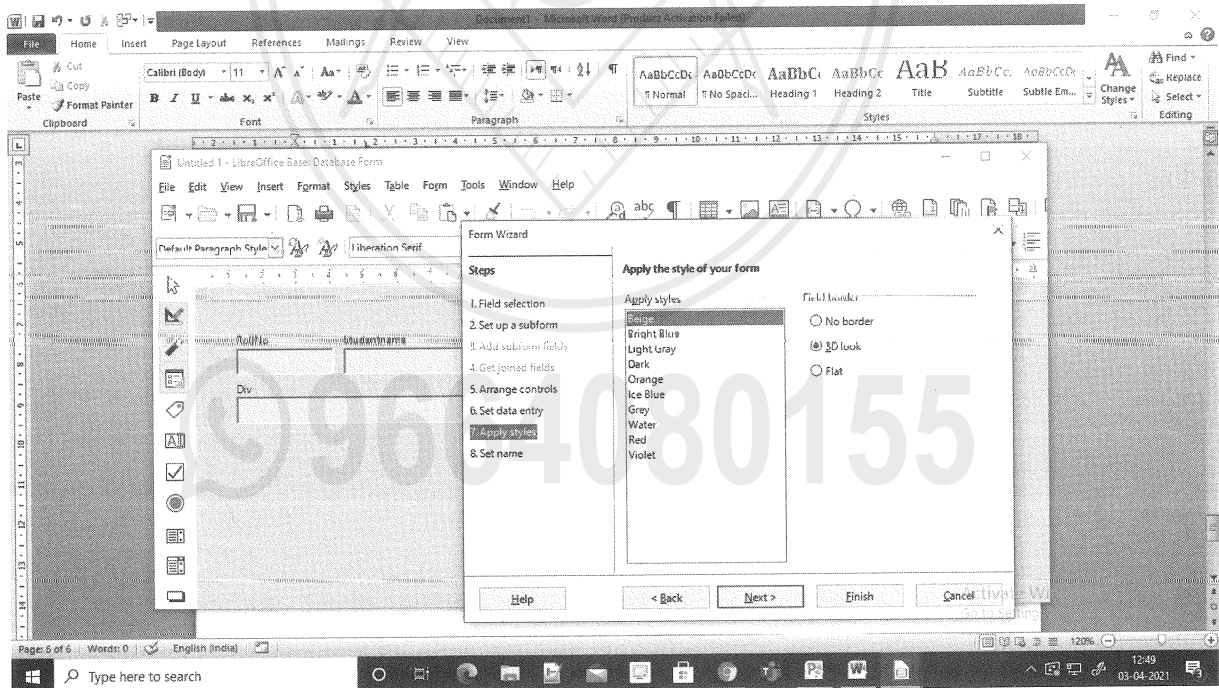 Document1 - Microsoft Word (Product Activation Failed)
File Home Insert Page Layout References Mailings Review View
Cut
Copy
Paste
Format Painter
Clipboard
Calibri (Body) 11
Font
Paragraph
AaBbCcDc AaBbCcDc AaBbC AaBbCc AaB AaBbCc. AaBbCcDc
¶ Normal ¶ No Spaci... Heading 1 Heading 2 Title Subtitle Subtle Em...
Change
Styles
Styles
Find
Replace
Select
Editing
Untitled 1 - LibreOffice Base: Database Form
File Edit View Insert Format Styles Table Form Tools Window Help
Default Paragraph Style Liberation Serif
RollNo Studentname
Div
Form Wizard
Steps
1. Field selection
2. Set up a subform
3. Add subform fields
4. Get joined fields
5. Arrange controls
6. Set data entry
7. Apply styles
8. Set name
Apply the style of your form
Apply styles
Beige
Bright Blue
Light Gray
Dark
Orange
Ice Blue
Grey
Water
Red
Violet
Field border
No border
3D look
Flat
Help < Back Next > Finish Cancel
9664080155
Page: 6 of 6 Words: 0 English (India) 120%
Type here to search
12:49
03-04-2021